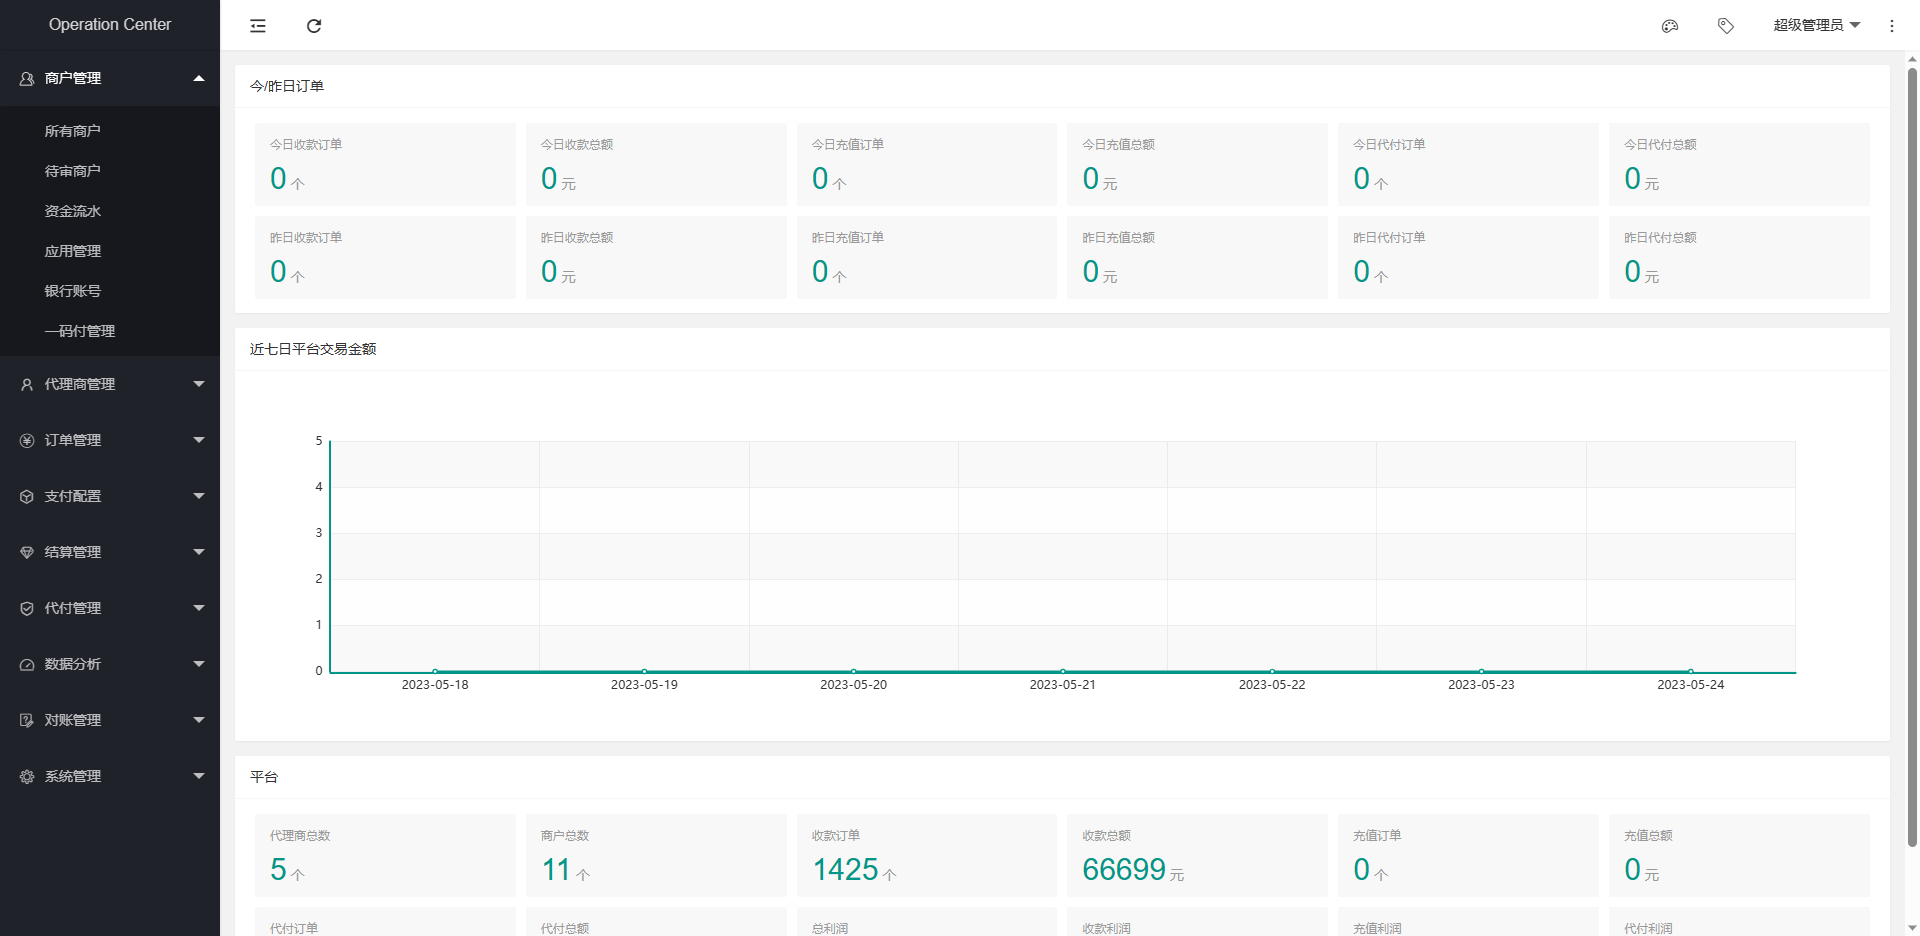 Operation Center
超级管理员
商户管理
所有商户
待审商户
资金流水
应用管理
银行账号
一码付管理
代理商管理
订单管理
支付配置
结算管理
代付管理
数据分析
对账管理
系统管理
今/昨日订单
今日收款订单
0 个
今日收款总额
0 元
今日充值订单
0 个
今日充值总额
0 元
今日代付订单
0 个
今日代付总额
0 元
昨日收款订单
0 个
昨日收款总额
0 元
昨日充值订单
0 个
昨日充值总额
0 元
昨日代付订单
0 个
昨日代付总额
0 元
近七日平台交易金额
5
4
3
2
1
0
2023-05-18
2023-05-19
2023-05-20
2023-05-21
2023-05-22
2023-05-23
2023-05-24
平台
代理商总数
5 个
商户总数
11 个
收款订单
1425 个
收款总额
66699 元
充值订单
0 个
充值总额
0 元
代付订单
代付总额
总利润
收款利润
充值利润
代付利润